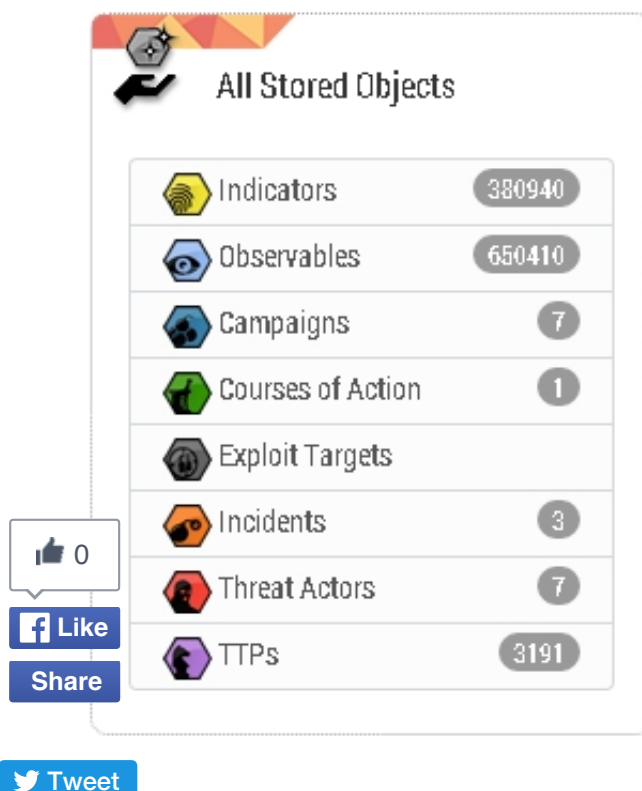 All Stored Objects
Indicators 380940
Observables 650410
Campaigns 7
Courses of Action 1
Exploit Targets
Incidents 3
0
Threat Actors 7
Like
TTPs 3191
Share
Tweet